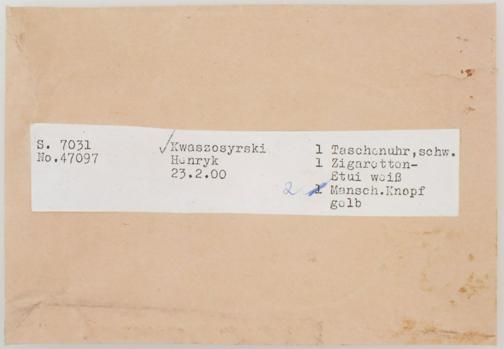 S. 7031
No.47097
✓Kwaszosyrski
Henryk
23.2.00
1 Taschenuhr,schw.
1 Zigaretten-
Etui weiß
2 1 Mansch.Knopf
gelb